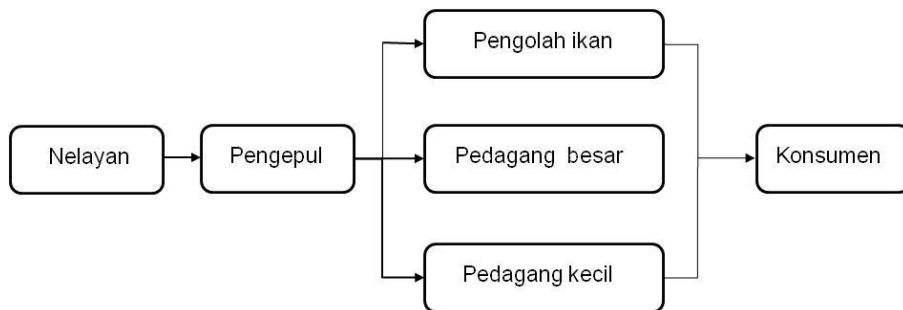 Pengolah ikan
Nelayan
Pengepul
Pedagang besar
Konsumen
Pedagang kecil